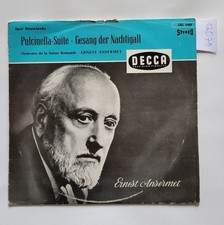 Igor Strawinsky
Pulcinella-Suite · Gesang der Nachtigall
Orchestre de la Suisse Romande · ERNEST ANSERMET
Stereo
DECCA
Ernest Ansermet